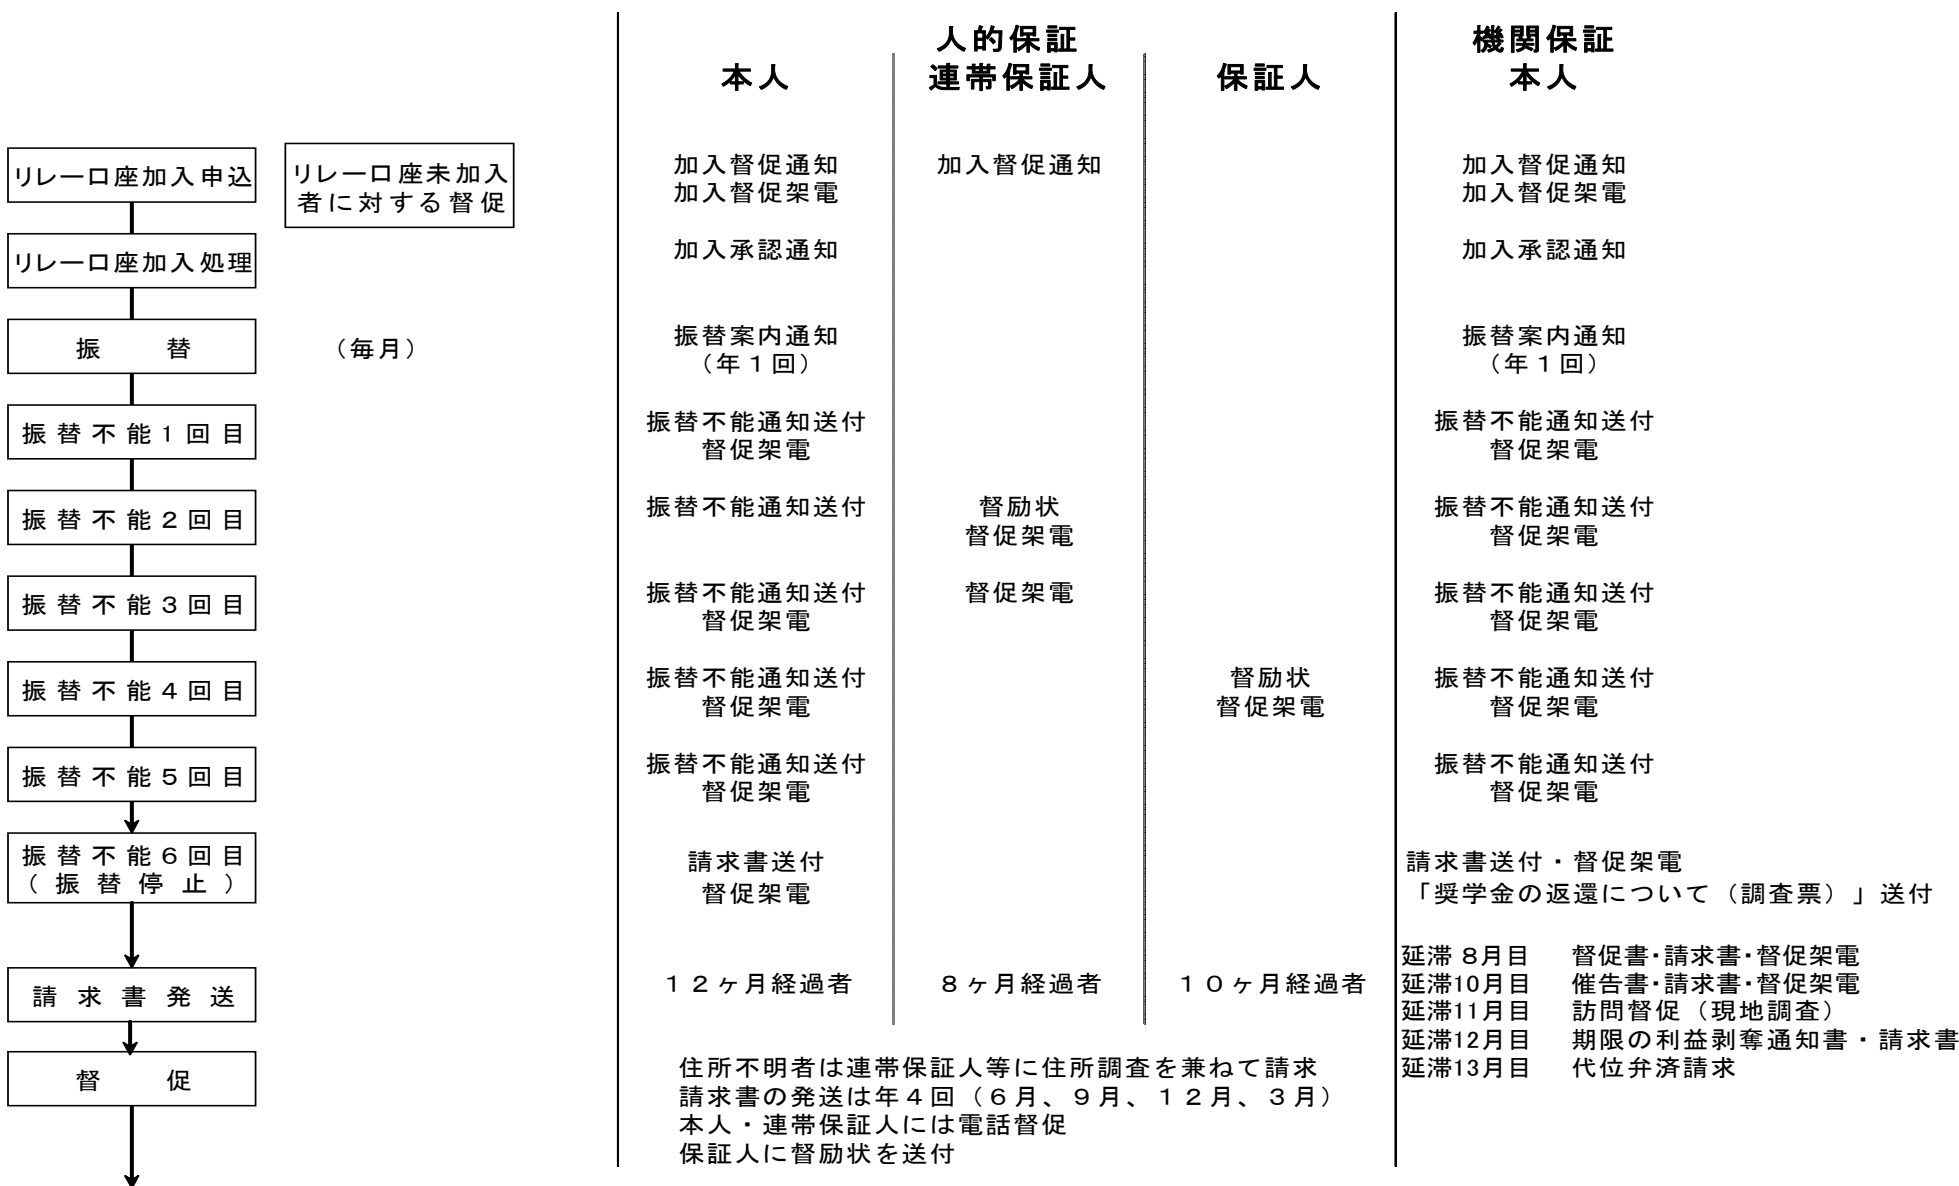 人的保証
機関保証
本人
連帯保証人
保証人
本人
リレー口座加入申込
リレー口座未加入
者に対する督促
加入督促通知
加入督促架電
加入督促通知
加入督促通知
加入督促架電
リレー口座加入処理
加入承認通知
加入承認通知
振　　替
（毎月）
振替案内通知
（年１回）
振替案内通知
（年１回）
振替不能１回目
振替不能通知送付
督促架電
振替不能通知送付
督促架電
振替不能２回目
振替不能通知送付
督励状
督促架電
振替不能通知送付
督促架電
振替不能３回目
振替不能通知送付
督促架電
督促架電
振替不能通知送付
督促架電
振替不能４回目
振替不能通知送付
督促架電
督励状
督促架電
振替不能通知送付
督促架電
振替不能５回目
振替不能通知送付
督促架電
振替不能通知送付
督促架電
振替不能６回目
（振替停止）
請求書送付
督促架電
請求書送付・督促架電
「奨学金の返還について（調査票）」送付
請求書発送
１２ヶ月経過者
８ヶ月経過者
１０ヶ月経過者
延滞 8月目　督促書･請求書･督促架電
延滞10月目　催告書･請求書･督促架電
延滞11月目　訪問督促（現地調査）
延滞12月目　期限の利益剥奪通知書・請求書
延滞13月目　代位弁済請求
督　　促
住所不明者は連帯保証人等に住所調査を兼ねて請求
請求書の発送は年４回（６月、９月、１２月、３月）
本人・連帯保証人には電話督促
保証人に督励状を送付